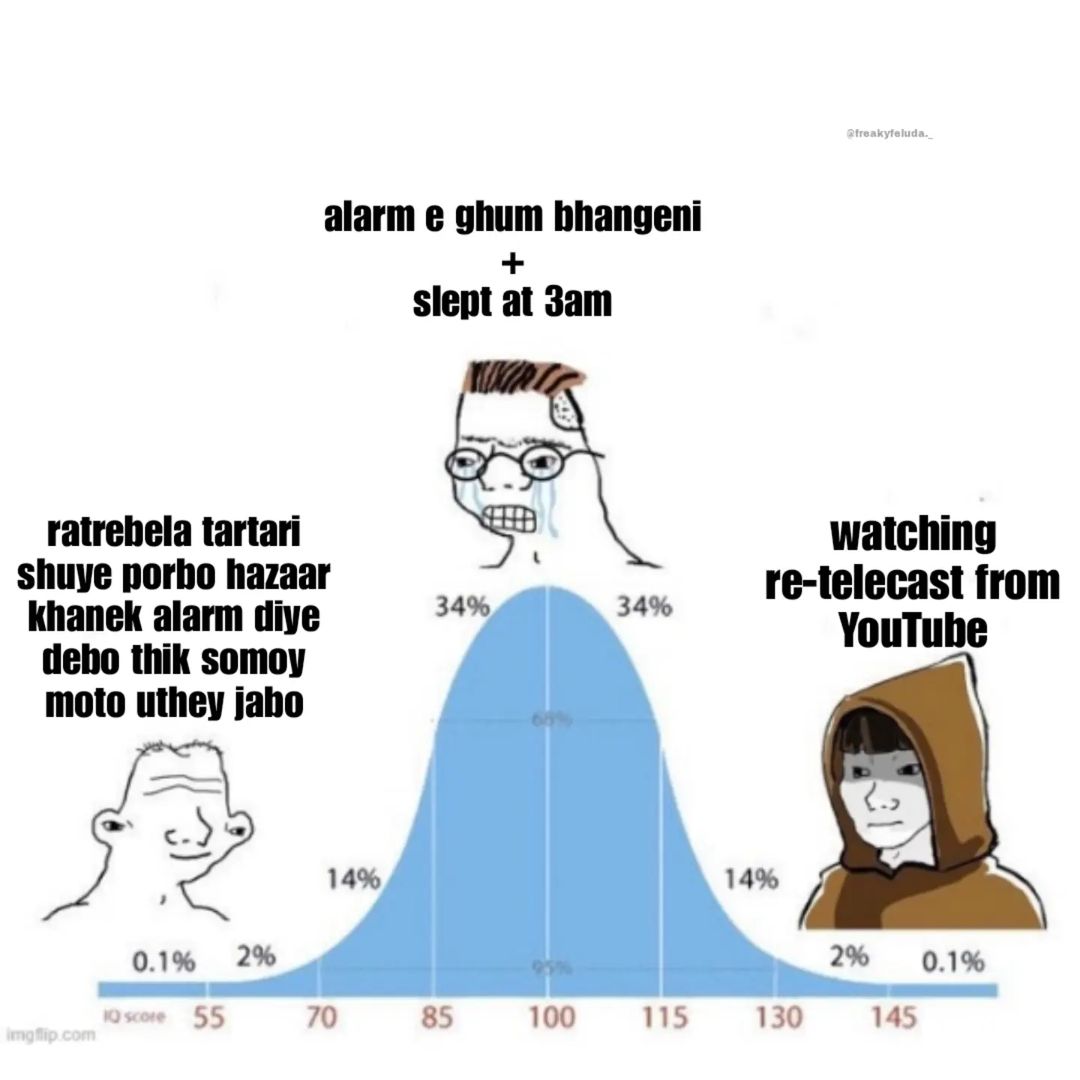 @freakyfeluda._
alarm e ghum bhangeni
+
slept at 3am
ratrebela tartari
shuye porbo hazaar
khanek alarm diye
debo thik somoy
moto uthey jabo
watching
re-telecast from
YouTube
34% 34%
68%
14% 14%
0.1% 2% 95% 2% 0.1%
IQ score 55 70 85 100 115 130 145
imgflip.com